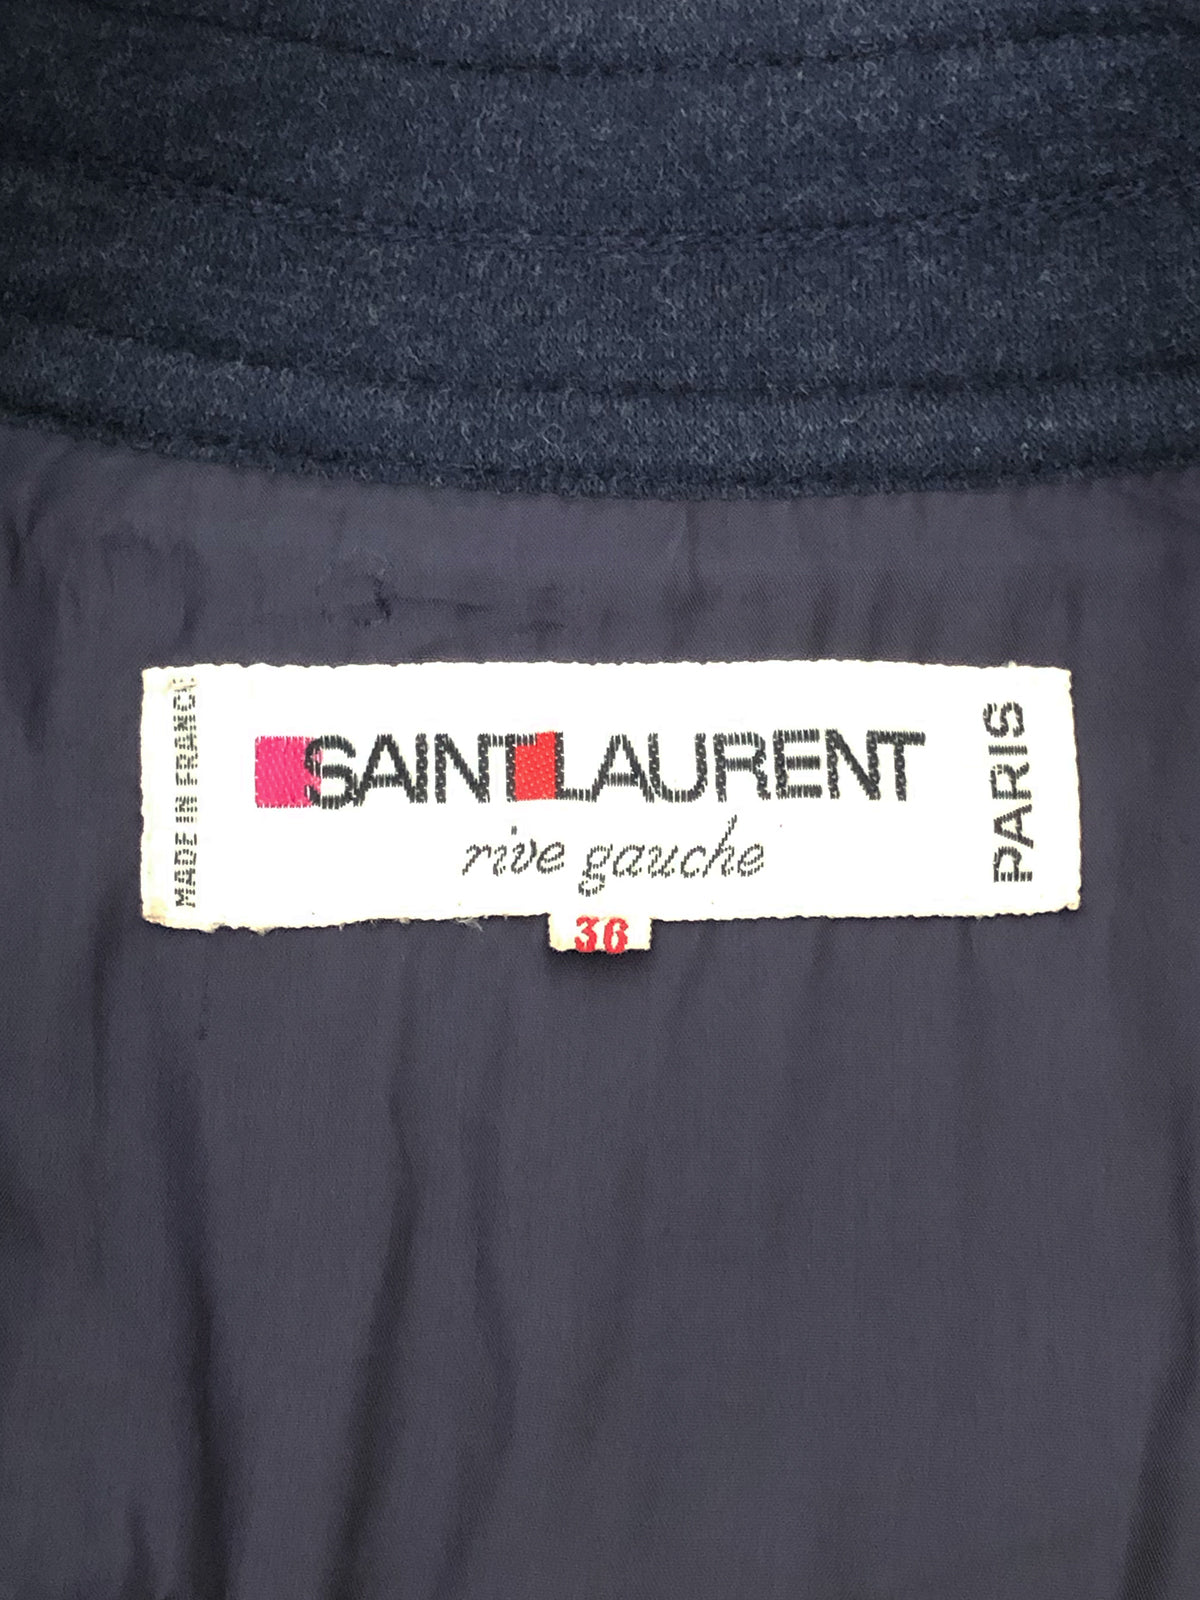 MADE IN FRANCE
SAINT LAURENT
rive gauche
PARIS
36